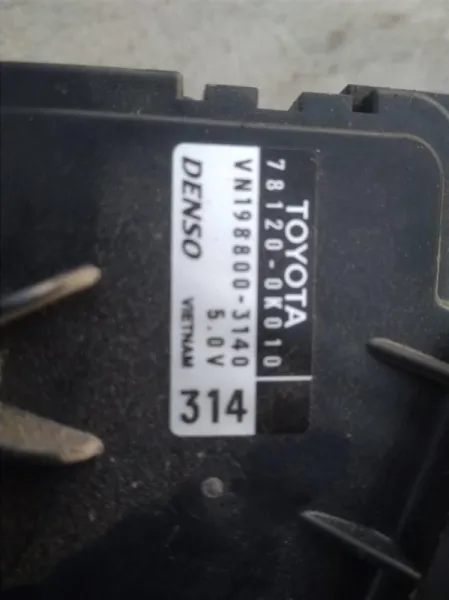 TOYOTA
78120-0K010
VN198800-3140
5.0V
DENSO
VIETNAM
314